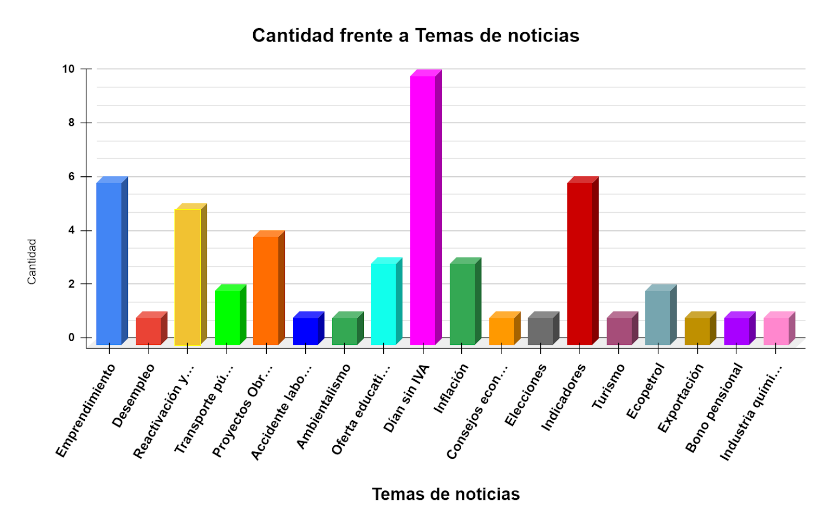 Cantidad frente a Temas de noticias
10
8
6
4
2
0
Cantidad
Emprendimiento
Desempleo
Reactivación y...
Transporte pú...
Proyectos Obr...
Accidente labo...
Ambientalismo
Oferta educati...
Dían sin IVA
Inflación
Consejos econ...
Elecciones
Indicadores
Turismo
Ecopetrol
Exportación
Bono pensional
Industria quími...
Temas de noticias